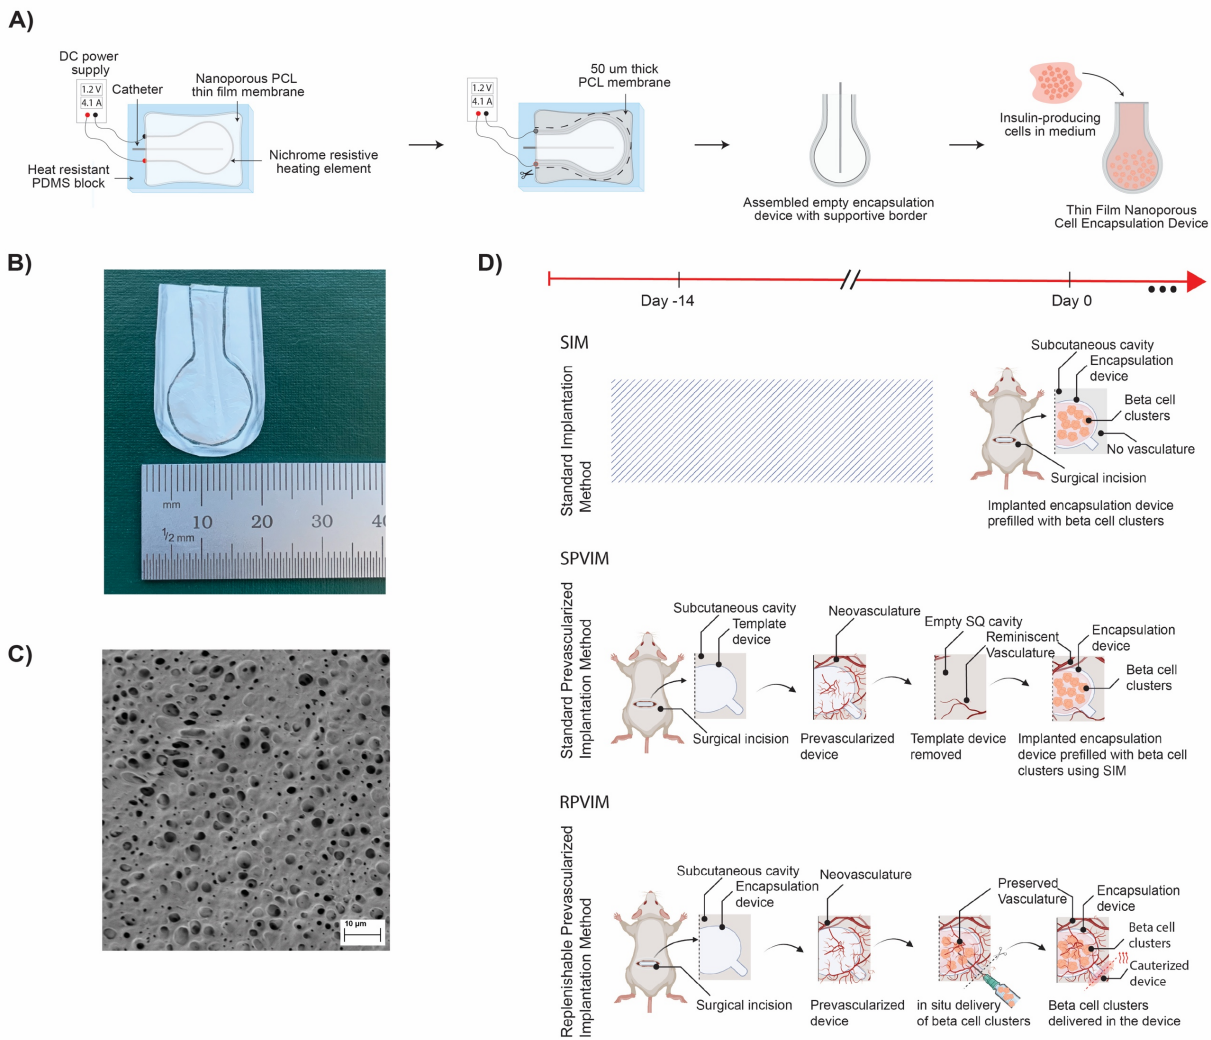 A)
DC power
supply
1.2 V
4.1 A
Catheter
Nanoporous PCL
thin film membrane
Heat resistant
PDMS block
Nichrome resistive
heating element
1.2 V
4.1 A
50 um thick
PCL membrane
Assembled empty encapsulation
device with supportive border
Insulin-producing
cells in medium
Thin Film Nanoporous
Cell Encapsulation Device
B)
mm
10 20 30 40
1/2 mm
C)
10 µm
D)
Day -14
Day 0
SIM
Standard Implantation
Method
Subcutaneous cavity
Encapsulation
device
Beta cell
clusters
No vasculature
Surgical incision
Implanted encapsulation device
prefilled with beta cell clusters
SPVIM
Standard Prevascularized
Implantation Method
Subcutaneous cavity
Template
device
Surgical incision
Neovasculature
Prevascularized
device
Empty SQ cavity
Reminiscent
Vasculature
Template device
removed
Encapsulation
device
Beta cell
clusters
Implanted encapsulation
device prefilled with beta cell
clusters using SIM
RPVIM
Replenishable Prevascularized
Implantation Method
Subcutaneous cavity
Encapsulation
device
Surgical incision
Neovasculature
Prevascularized
device
Preserved
Vasculature
in situ delivery
of beta cell clusters
Encapsulation
device
Beta cell
clusters
Cauterized
device
Beta cell clusters
delivered in the device